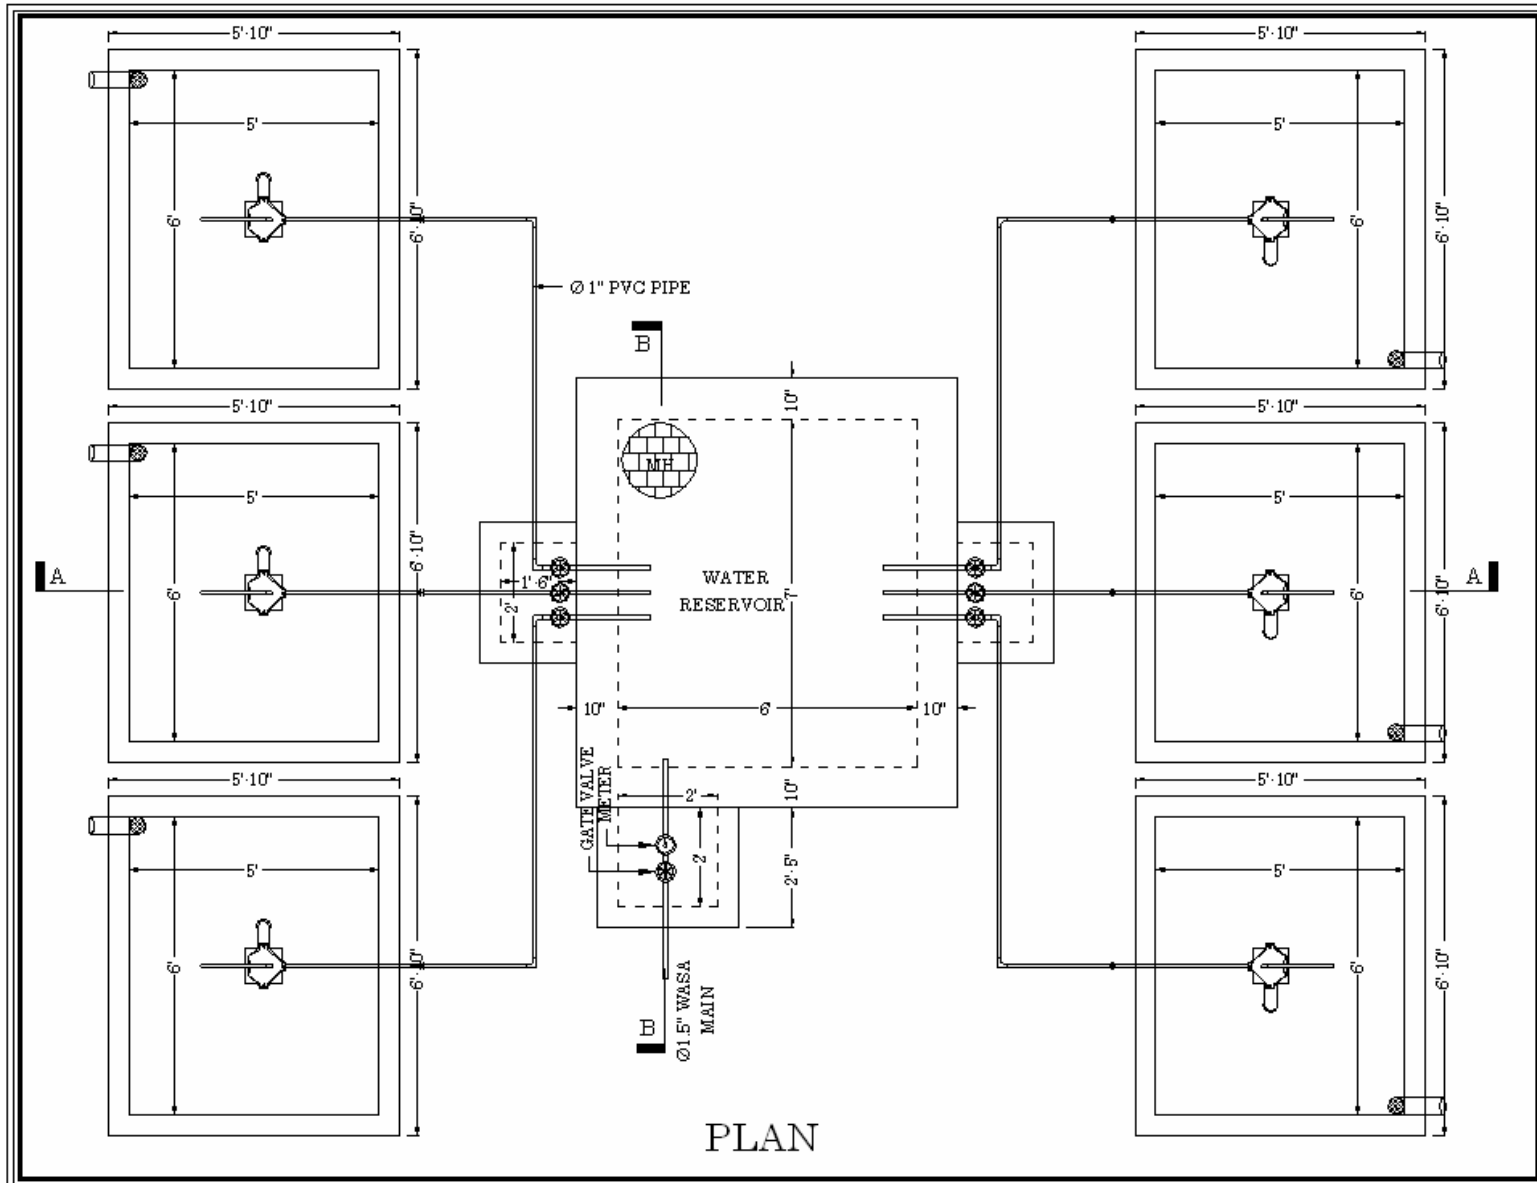 5'-10"
5'-10"
5'
5'
6'
6'-10"
6'
6'-10"
Ø 1" PVC PIPE
B
10"
5'-10"
5'-10"
MH
5'
5'
6'
6'-10"
A
1'-6"
2'
WATER
RESERVOIR
7'
6'
6'-10"
A
10"
6'
10"
GATE VALVE
METER
2'
10"
5'-10"
5'-10"
2'
2'-5"
5'
5'
6'
6'-10"
6'
6'-10"
B
Ø1.5" WASA
MAIN
PLAN